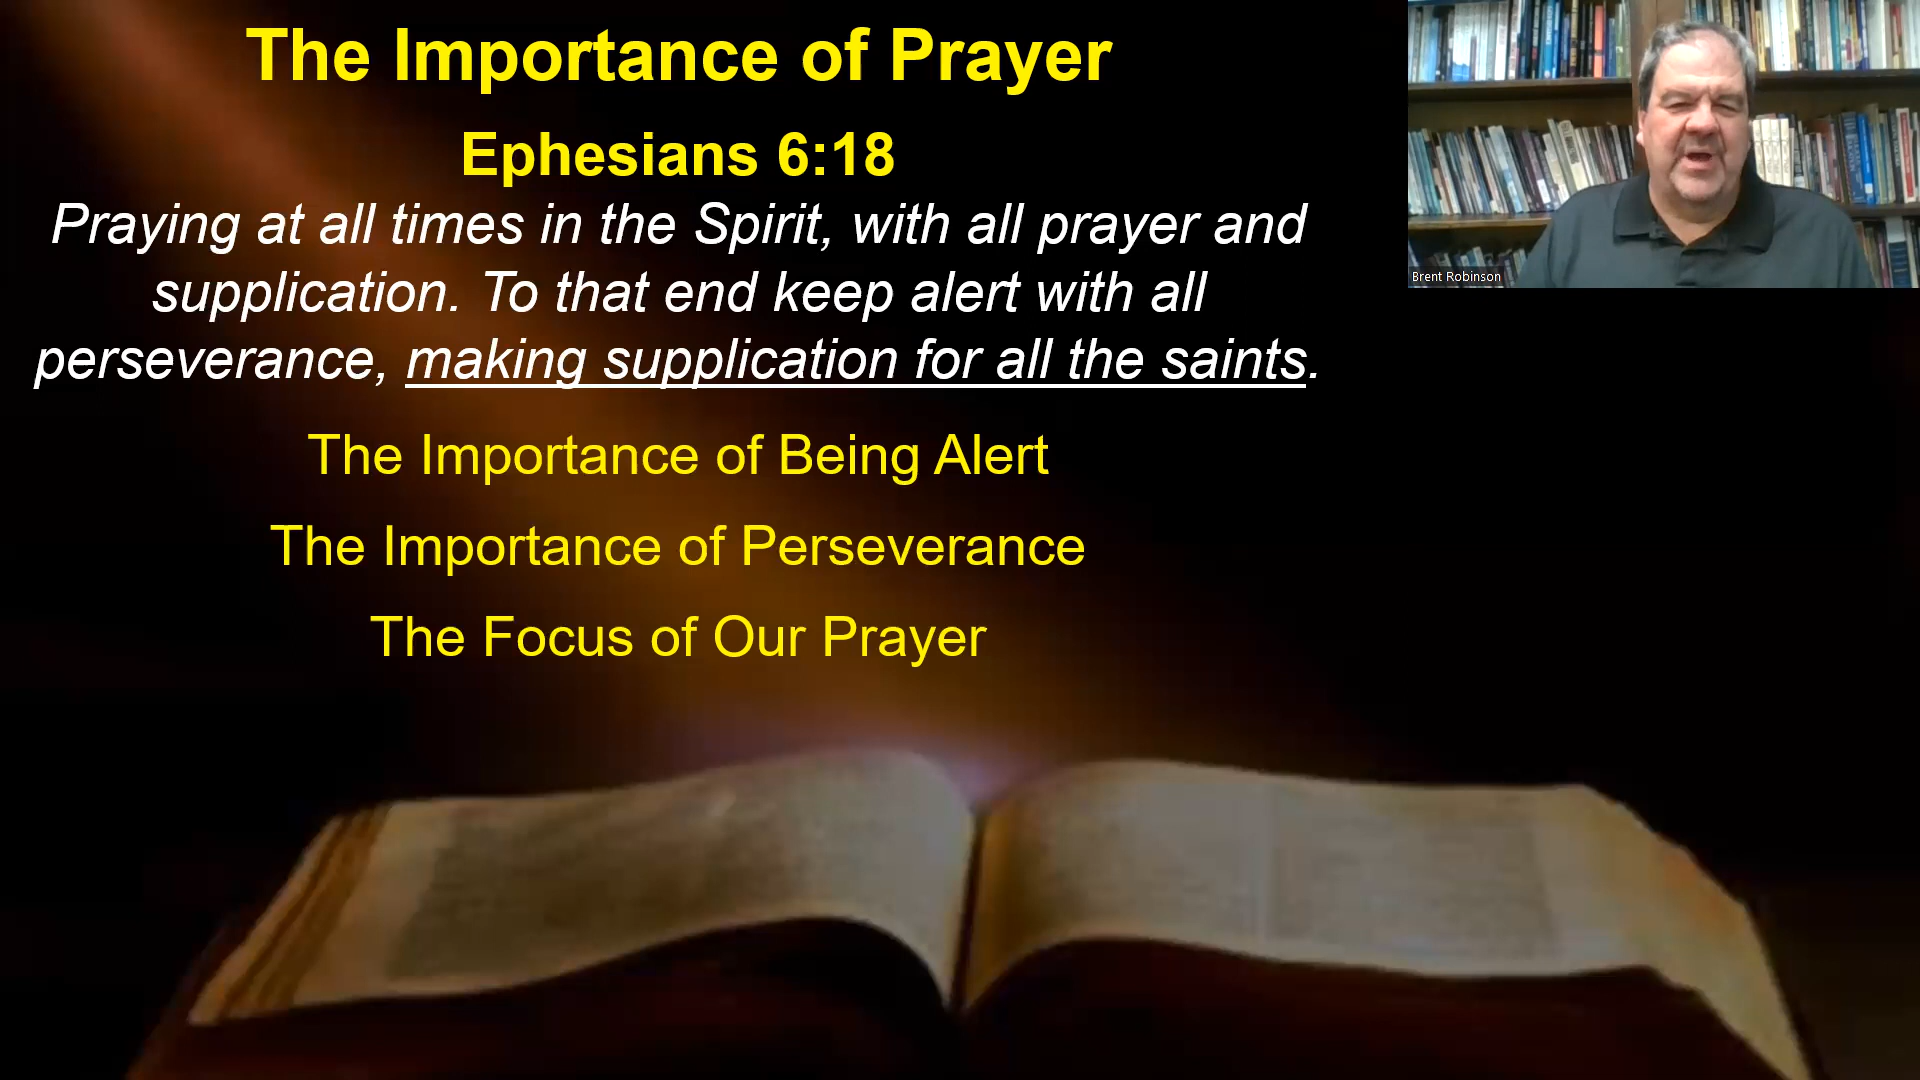 The Importance of Prayer
Ephesians 6:18
Praying at all times in the Spirit, with all prayer and
supplication. To that end keep alert with all
perseverance, making supplication for all the saints.
The Importance of Being Alert
The Importance of Perseverance
The Focus of Our Prayer
Brent Robinson